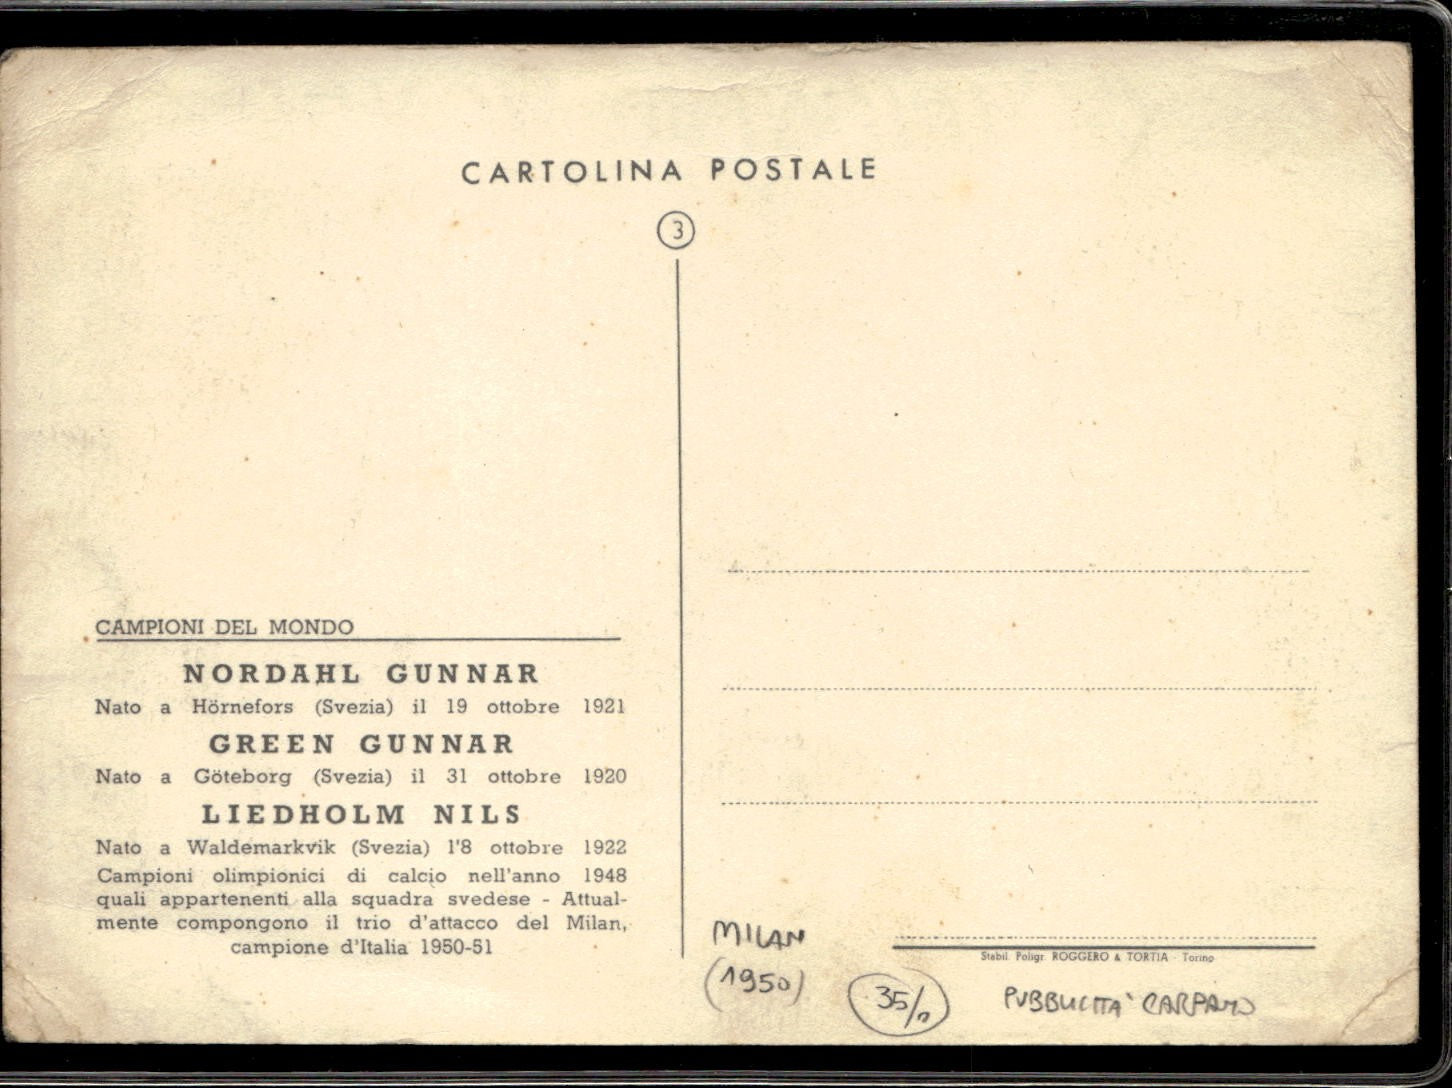 CARTOLINA POSTALE
3
CAMPIONI DEL MONDO
NORDAHL GUNNAR
Nato a Hörnefors (Svezia) il 19 ottobre 1921
GREEN GUNNAR
Nato a Göteborg (Svezia) il 31 ottobre 1920
LIEDHOLM NILS
Nato a Waldemarkvik (Svezia) l'8 ottobre 1922
Campioni olimpionici di calcio nell'anno 1948
quali appartenenti alla squadra svedese - Attual-
mente compongono il trio d'attacco del Milan,
campione d'Italia 1950-51
MILAN
(1950)
35/
Stabil. Poligr. ROGGERO & TORTIA - Torino
PUBBLICITA' CARPANO